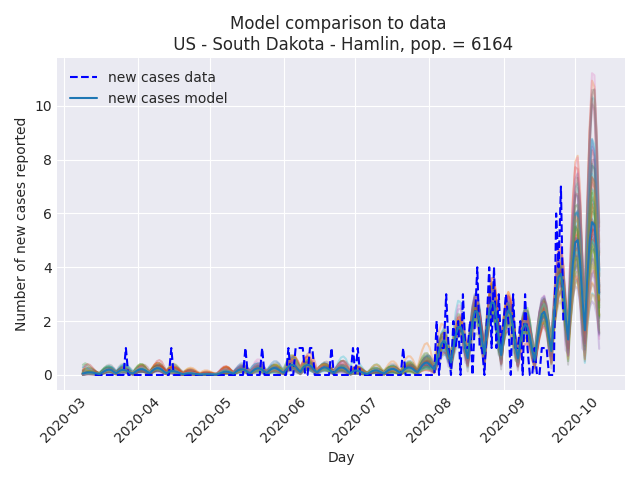 Model comparison to data
US - South Dakota - Hamlin, pop. = 6164
new cases data
new cases model
Number of new cases reported
10
8
6
4
2
0
2020-03
2020-04
2020-05
2020-06
2020-07
2020-08
2020-09
2020-10
Day